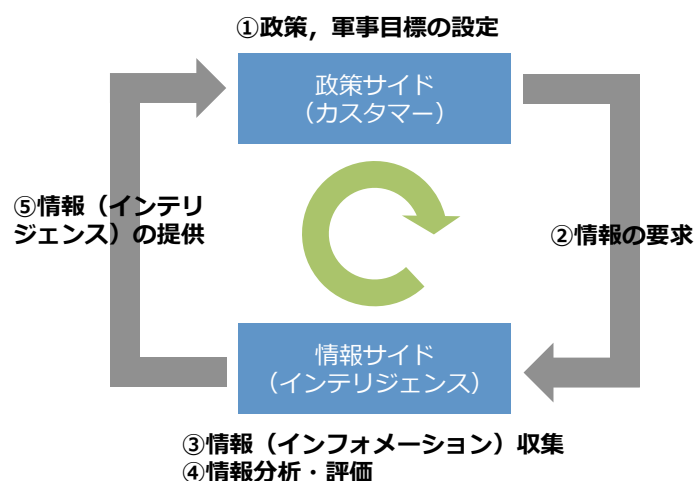 ①政策，軍事目標の設定
政策サイド
（カスタマー）
⑤情報（インテリ
ジェンス）の提供
②情報の要求
情報サイド
（インテリジェンス）
③情報（インフォメーション）収集
④情報分析・評価